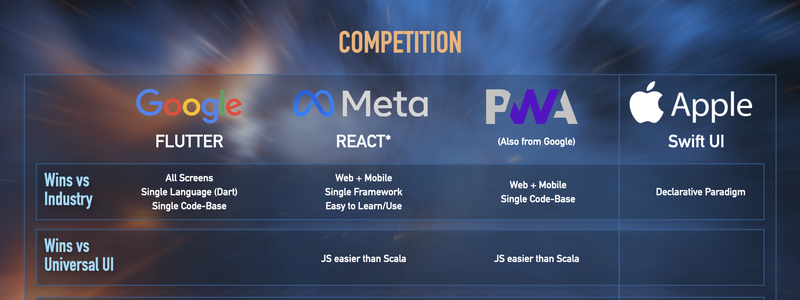 COMPETITION
Google
Meta
PWA
Apple
FLUTTER
REACT*
(Also from Google)
Swift UI
Wins vs
Industry
All Screens
Single Language (Dart)
Single Code-Base
Web + Mobile
Single Framework
Easy to Learn/Use
Web + Mobile
Single Code-Base
Declarative Paradigm
Wins vs
Universal UI
JS easier than Scala
JS easier than Scala